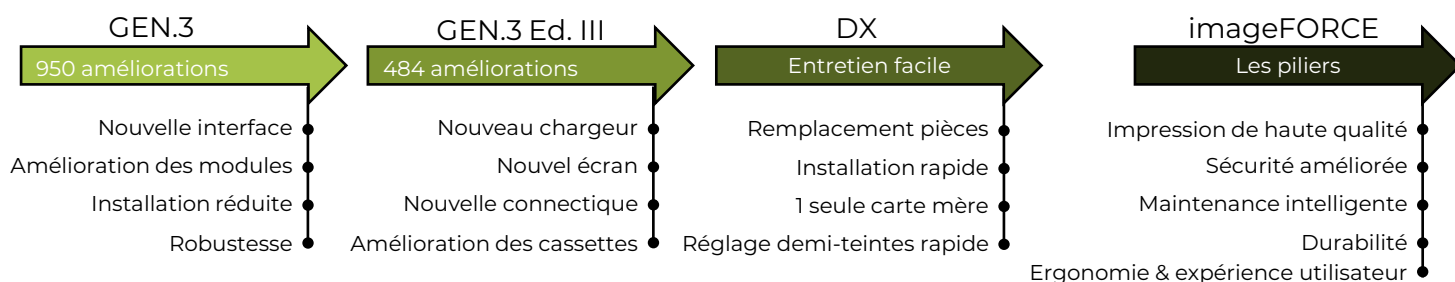 GEN.3
950 améliorations
Nouvelle interface
Amélioration des modules
Installation réduite
Robustesse
GEN.3 Ed. III
484 améliorations
Nouveau chargeur
Nouvel écran
Nouvelle connectique
Amélioration des cassettes
DX
Entretien facile
Remplacement pièces
Installation rapide
1 seule carte mère
Réglage demi-teintes rapide
imageFORCE
Les piliers
Impression de haute qualité
Sécurité améliorée
Maintenance intelligente
Durabilité
Ergonomie & expérience utilisateur